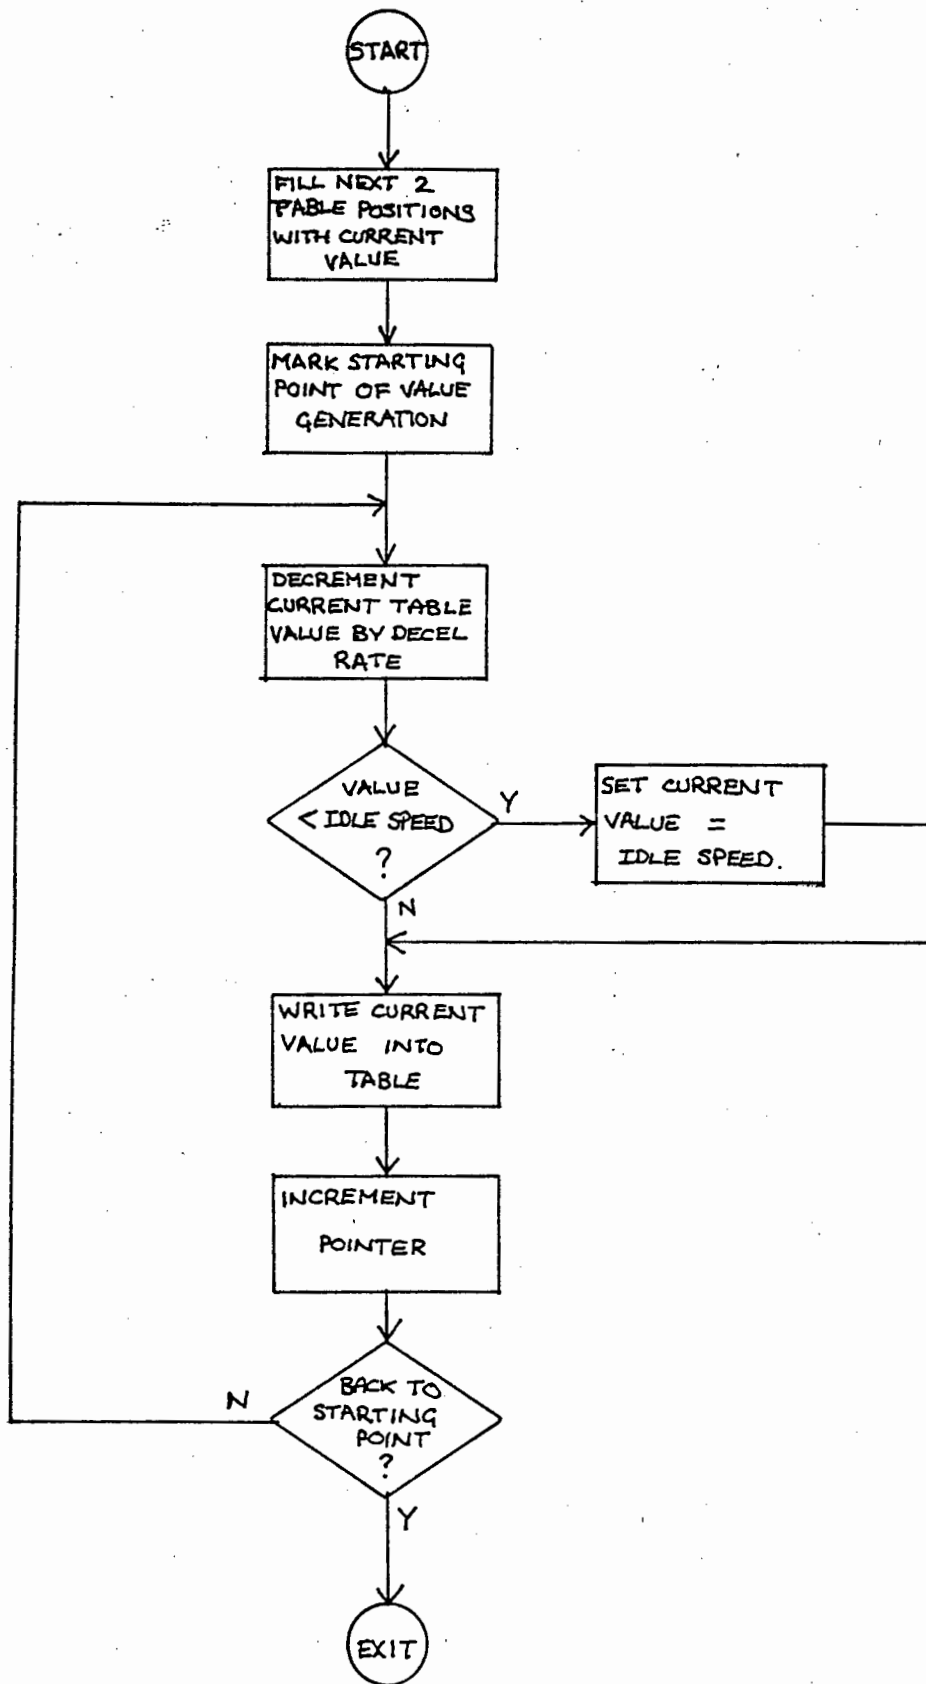 START
FILL NEXT 2
TABLE POSITIONS
WITH CURRENT
VALUE
MARK STARTING
POINT OF VALUE
GENERATION
DECREMENT
CURRENT TABLE
VALUE BY DECEL
RATE
VALUE
< IDLE SPEED
?
Y
SET CURRENT
VALUE =
IDLE SPEED.
N
WRITE CURRENT
VALUE INTO
TABLE
INCREMENT
POINTER
BACK TO
STARTING
POINT
?
N
Y
EXIT